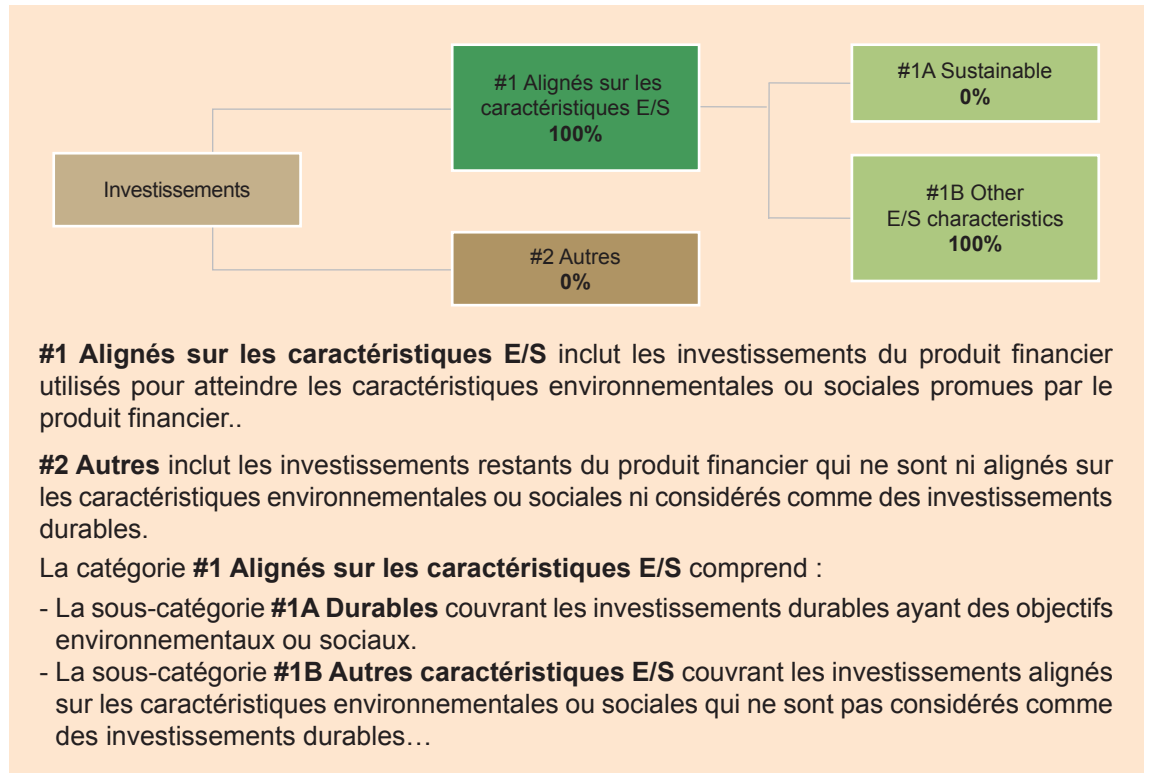 #1 Alignés sur les
caractéristiques E/S
100%
#1A Sustainable
0%
Investissements
#1B Other
E/S characteristics
100%
#2 Autres
0%
#1 Alignés sur les caractéristiques E/S inclut les investissements du produit financier
utilisés pour atteindre les caractéristiques environnementales ou sociales promues par le
produit financier..
#2 Autres inclut les investissements restants du produit financier qui ne sont ni alignés sur
les caractéristiques environnementales ou sociales ni considérés comme des investissements
durables.
La catégorie #1 Alignés sur les caractéristiques E/S comprend :
- La sous-catégorie #1A Durables couvrant les investissements durables ayant des objectifs
environnementaux ou sociaux.
- La sous-catégorie #1B Autres caractéristiques E/S couvrant les investissements alignés
sur les caractéristiques environnementales ou sociales qui ne sont pas considérés comme
des investissements durables…